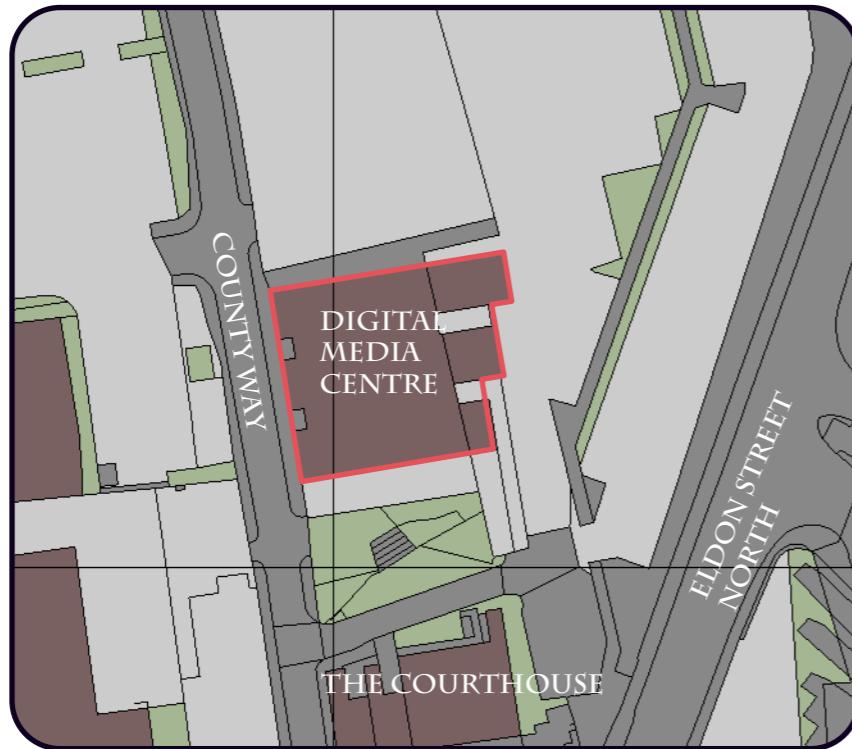 COUNTY WAY
DIGITAL
MEDIA
CENTRE
ELDON STREET
NORTH
THE COURTHOUSE